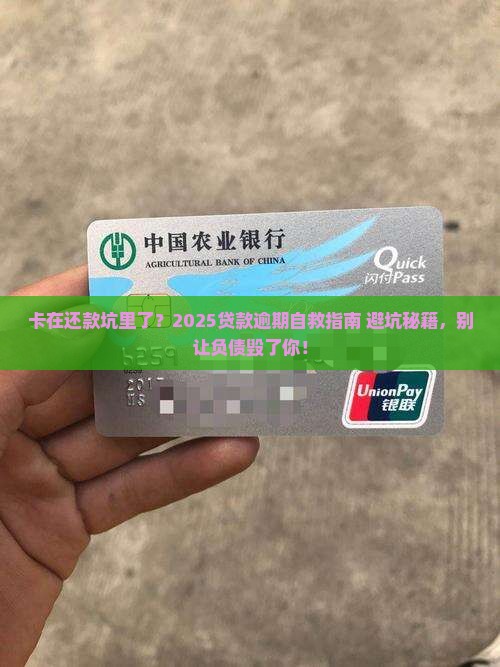 中国农业银行
AGRICULTURAL BANK OF CHINA
Quick
闪付Pass
卡在还款坑里了？2025贷款逾期自救指南 避坑秘籍，别
让负债毁了你！
6259
6259
UnionPay
银联